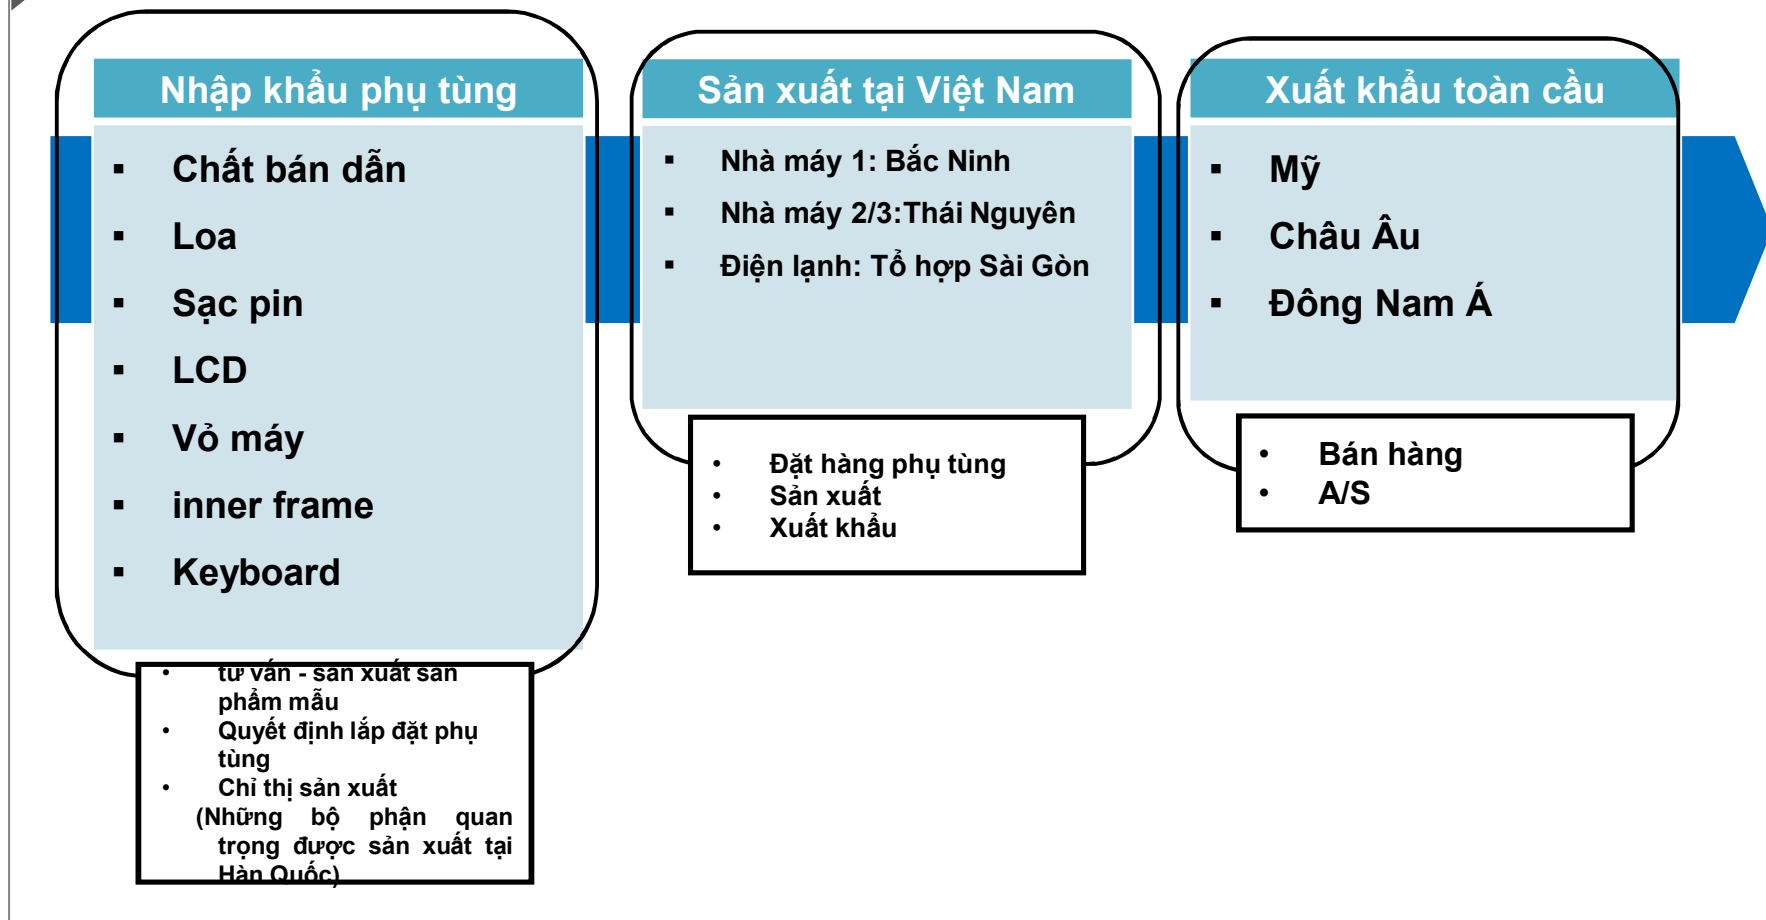 Nhập khẩu phụ tùng
▪ Chất bán dẫn
▪ Loa
▪ Sạc pin
▪ LCD
▪ Vỏ máy
▪ inner frame
▪ Keyboard
• tư vấn - sản xuất sản
phẩm mẫu
• Quyết định lắp đặt phụ
tùng
• Chỉ thị sản xuất
(Những bộ phận quan
trọng được sản xuất tại
Hàn Quốc)
Sản xuất tại Việt Nam
▪ Nhà máy 1: Bắc Ninh
▪ Nhà máy 2/3:Thái Nguyên
▪ Điện lạnh: Tổ hợp Sài Gòn
• Đặt hàng phụ tùng
• Sản xuất
• Xuất khẩu
Xuất khẩu toàn cầu
▪ Mỹ
▪ Châu Âu
▪ Đông Nam Á
• Bán hàng
• A/S